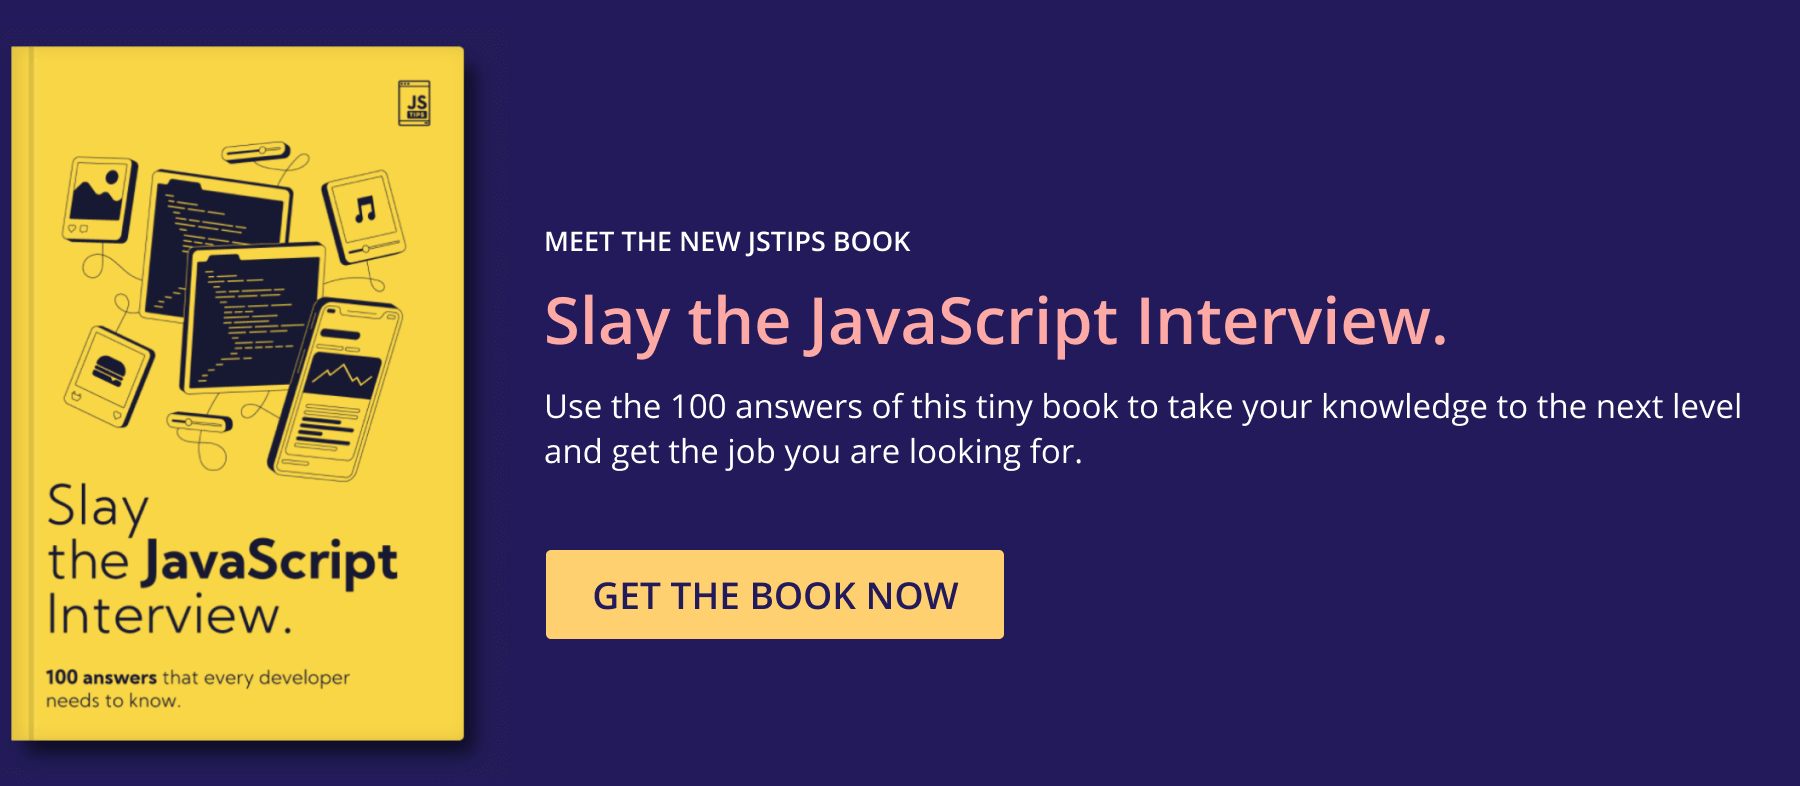 JS
TIPS
Slay
the JavaScript
Interview.
100 answers that every developer
needs to know.
MEET THE NEW JSTIPS BOOK
Slay the JavaScript Interview.
Use the 100 answers of this tiny book to take your knowledge to the next level
and get the job you are looking for.
GET THE BOOK NOW